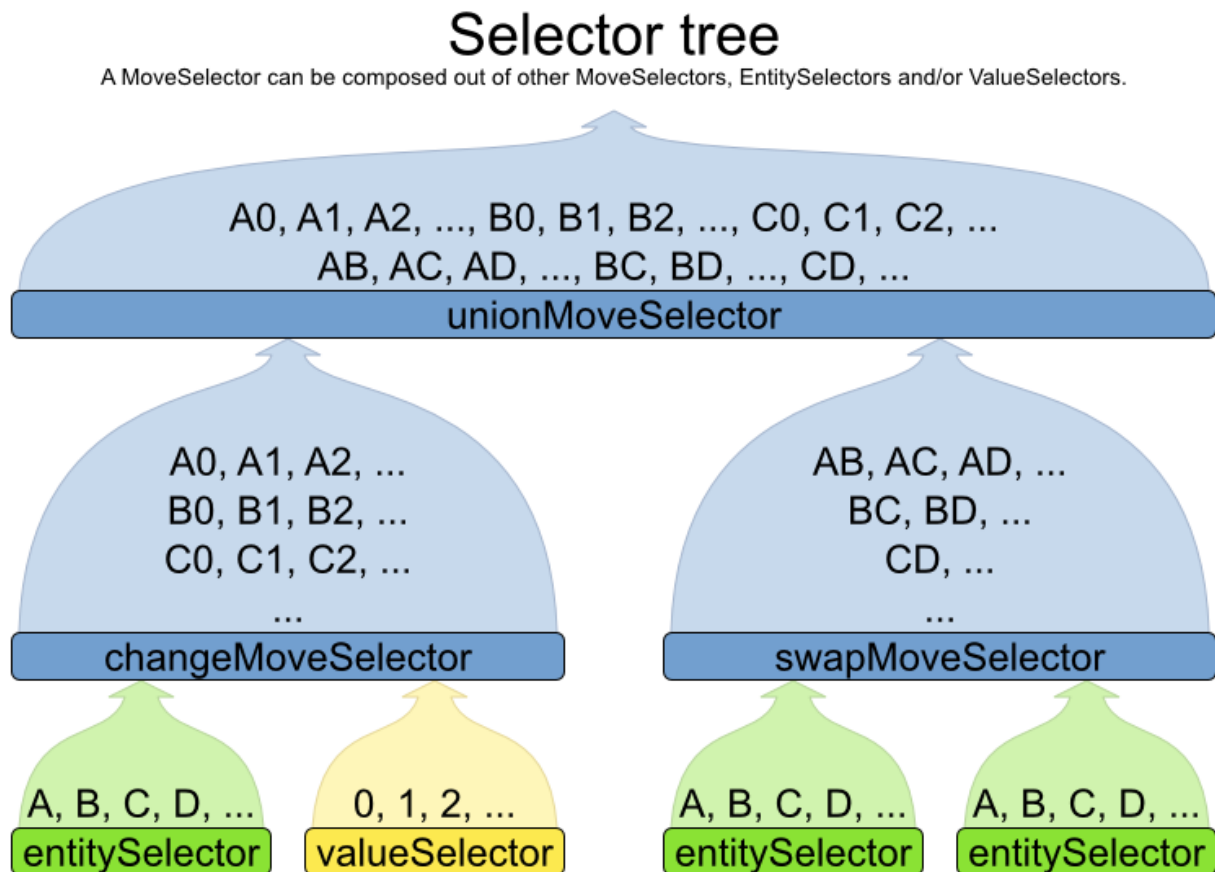 Selector tree
A MoveSelector can be composed out of other MoveSelectors, EntitySelectors and/or ValueSelectors.
A0, A1, A2, ..., B0, B1, B2, ..., C0, C1, C2, ...
AB, AC, AD, ..., BC, BD, ..., CD, ...
unionMoveSelector
A0, A1, A2, ...
B0, B1, B2, ...
C0, C1, C2, ...
...
changeMoveSelector
AB, AC, AD, ...
BC, BD, ...
CD, ...
...
swapMoveSelector
A, B, C, D, ...
entitySelector
0, 1, 2, ...
valueSelector
A, B, C, D, ...
entitySelector
A, B, C, D, ...
entitySelector